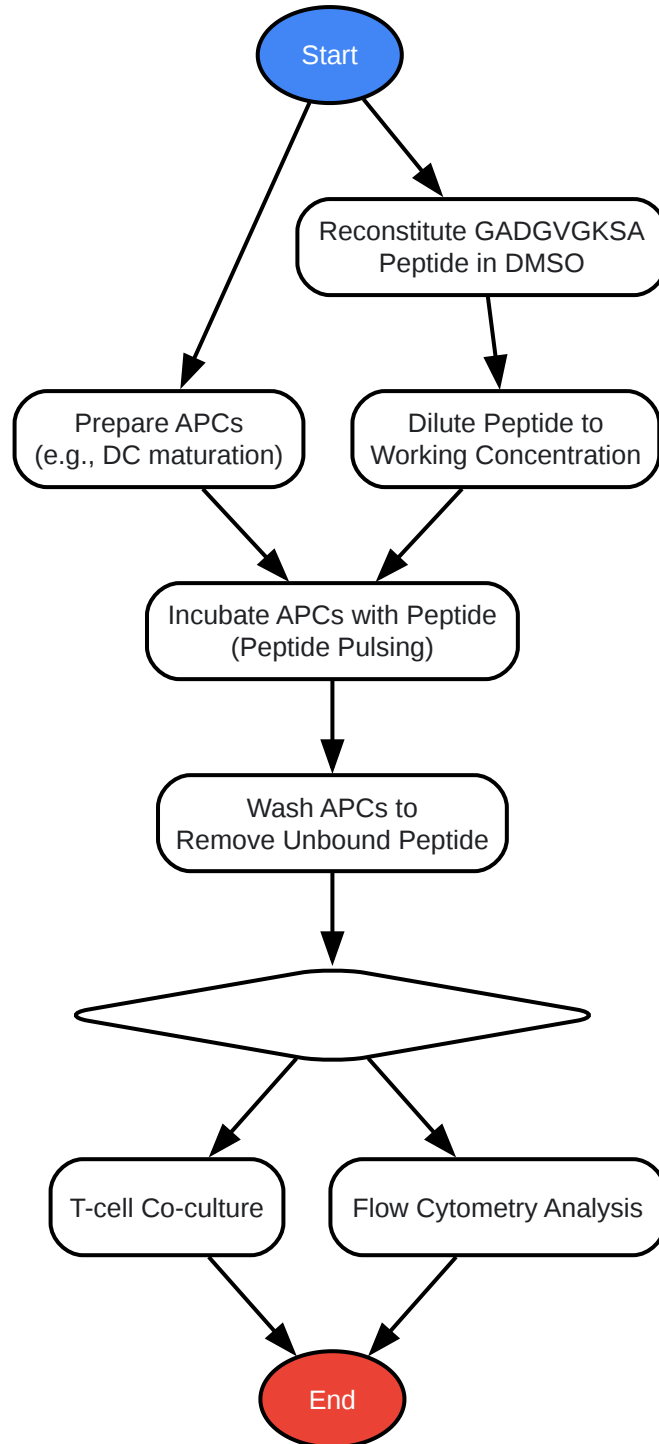 Start
Reconstitute GADGVGKSA
Peptide in DMSO
Prepare APCs
(e.g., DC maturation)
Dilute Peptide to
Working Concentration
Incubate APCs with Peptide
(Peptide Pulsing)
Wash APCs to
Remove Unbound Peptide
T-cell Co-culture
Flow Cytometry Analysis
End